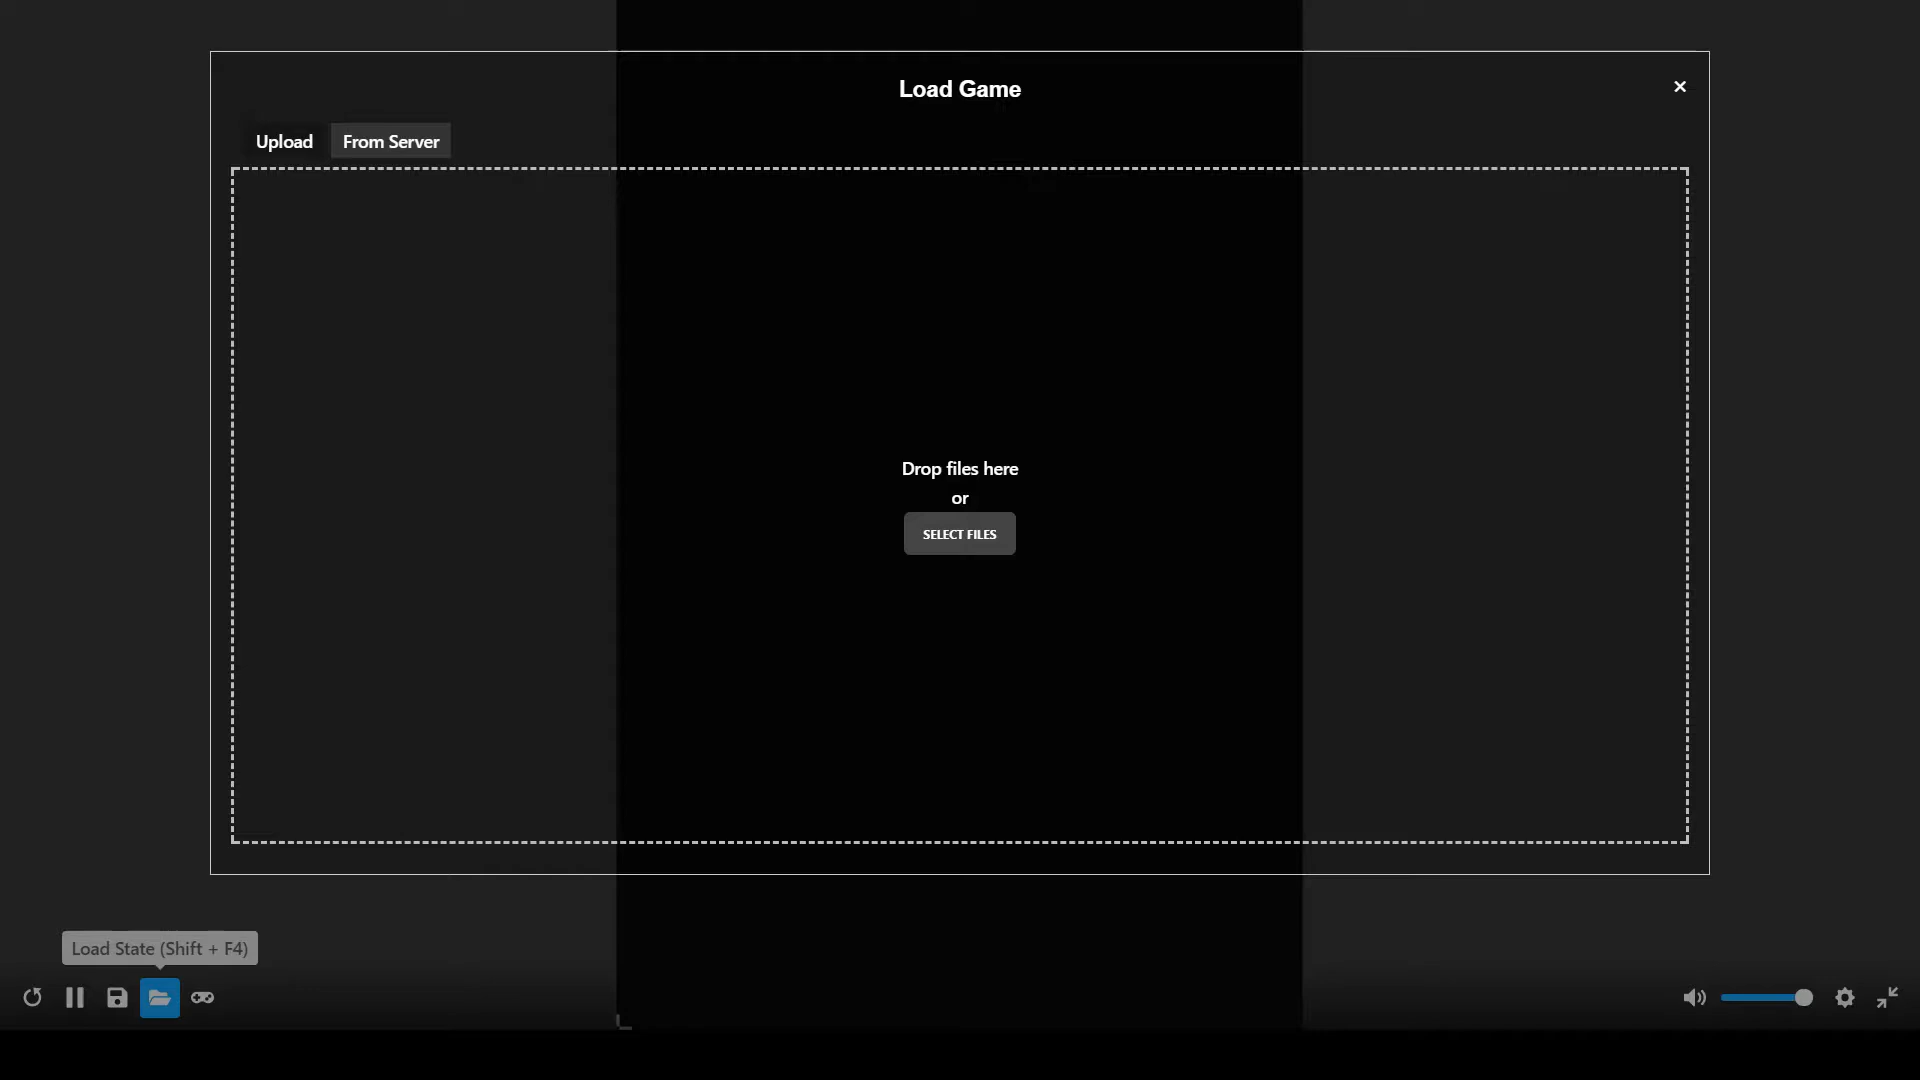 Load Game
×
Upload
From Server
Drop files here
or
SELECT FILES
Load State (Shift + F4)